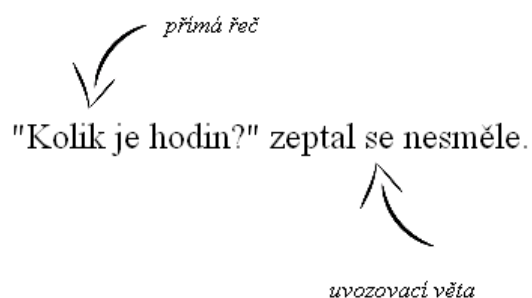 přímá řeč
"Kolik je hodin?" zeptal se nesměle.
uvozovací věta